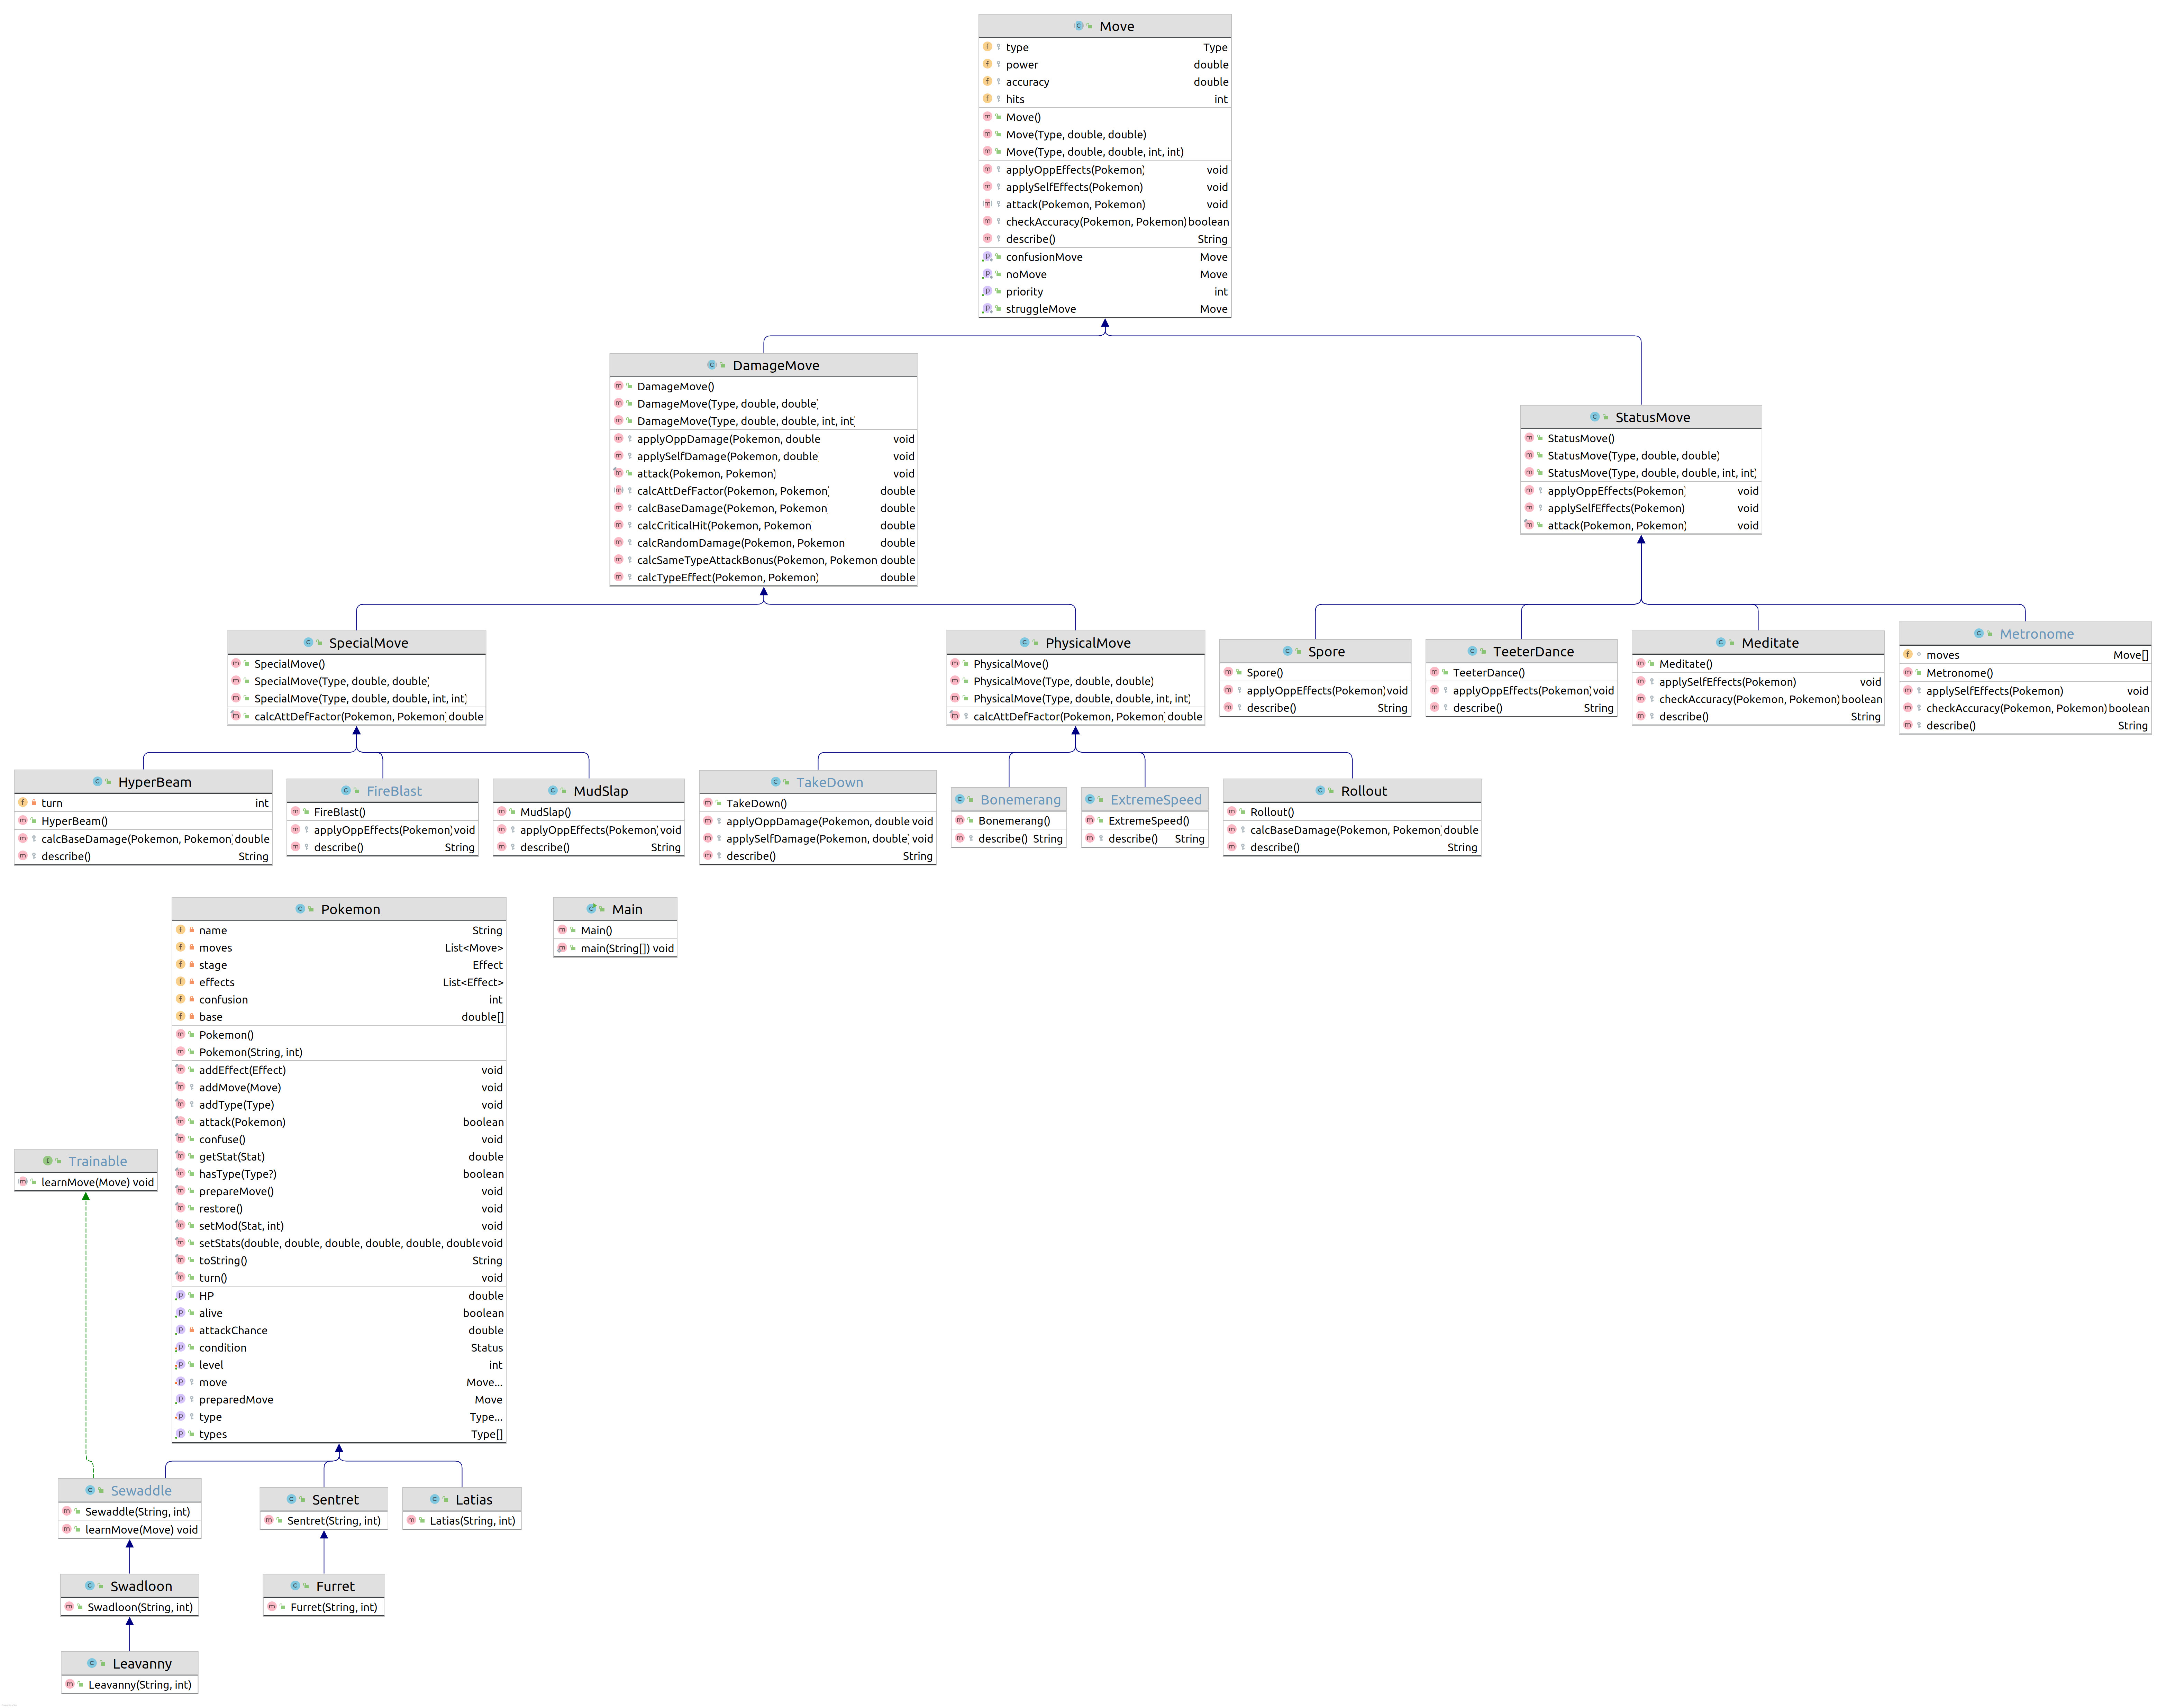 Move
type Type
power double
accuracy double
hits int
Move()
Move(Type, double, double)
Move(Type, double, double, int, int)
applyOppEffects(Pokemon) void
applySelfEffects(Pokemon) void
attack(Pokemon, Pokemon) void
checkAccuracy(Pokemon, Pokemon) boolean
describe() String
confusionMove Move
noMove Move
priority int
struggleMove Move
DamageMove
DamageMove()
DamageMove(Type, double, double)
DamageMove(Type, double, double, int, int)
applyOppDamage(Pokemon, double void
applySelfDamage(Pokemon, double) void
attack(Pokemon, Pokemon) void
calcAttDefFactor(Pokemon, Pokemon) double
calcBaseDamage(Pokemon, Pokemon) double
calcCriticalHit(Pokemon, Pokemon double
calcRandomDamage(Pokemon, Pokemon double
calcSameTypeAttackBonus(Pokemon, Pokemon double
calcTypeEffect(Pokemon, Pokemon) double
StatusMove
StatusMove()
StatusMove(Type, double, double)
StatusMove(Type, double, double, int, int)
applyOppEffects(Pokemon) void
applySelfEffects(Pokemon) void
attack(Pokemon, Pokemon) void
SpecialMove
SpecialMove()
SpecialMove(Type, double, double)
SpecialMove(Type, double, double, int, int)
calcAttDefFactor(Pokemon, Pokemon) double
PhysicalMove
PhysicalMove()
PhysicalMove(Type, double, double)
PhysicalMove(Type, double, double, int, int)
calcAttDefFactor(Pokemon, Pokemon) double
Spore
Spore()
applyOppEffects(Pokemon) void
describe() String
TeeterDance
TeeterDance()
applyOppEffects(Pokemon) void
describe() String
Meditate
Meditate()
applySelfEffects(Pokemon) void
checkAccuracy(Pokemon, Pokemon) boolean
describe() String
Metronome
moves Move[]
Metronome()
applySelfEffects(Pokemon) void
checkAccuracy(Pokemon, Pokemon) boolean
describe() String
HyperBeam
turn int
HyperBeam()
calcBaseDamage(Pokemon, Pokemon) double
describe() String
FireBlast
FireBlast()
applyOppEffects(Pokemon) void
describe() String
MudSlap
MudSlap()
applyOppEffects(Pokemon) void
describe() String
TakeDown
TakeDown()
applyOppDamage(Pokemon, double void
applySelfDamage(Pokemon, double) void
describe() String
Bonemerang
Bonemerang()
describe() String
ExtremeSpeed
ExtremeSpeed()
describe() String
Rollout
Rollout()
calcBaseDamage(Pokemon, Pokemon) double
describe() String
Pokemon
name String
moves List<Move>
stage Effect
effects List<Effect>
confusion int
base double[]
Pokemon()
Pokemon(String, int)
addEffect(Effect) void
addMove(Move) void
addType(Type) void
attack(Pokemon) boolean
confuse() void
getStat(Stat) double
hasType(Type?) boolean
prepareMove() void
restore() void
setMod(Stat, int) void
setStats(double, double, double, double, double, double void
toString() String
turn() void
HP double
alive boolean
attackChance double
condition Status
level int
move Move...
preparedMove Move
type Type...
types Type[]
Main
Main()
main(String[]) void
Trainable
learnMove(Move) void
Sewaddle
Sewaddle(String, int)
learnMove(Move) void
Sentret
Sentret(String, int)
Latias
Latias(String, int)
Swadloon
Swadloon(String, int)
Furret
Furret(String, int)
Leavanny
Leavanny(String, int)